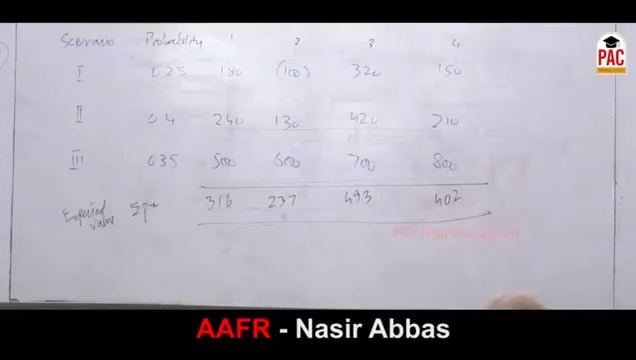 Scenario Probability 1 2 3 4
PAC
I 0.25 180 (100) 320 150
II 0.4 240 130 420 210
III 0.35 500 600 700 800
Expected value 316 237 493 402
AAFR - Nasir Abbas